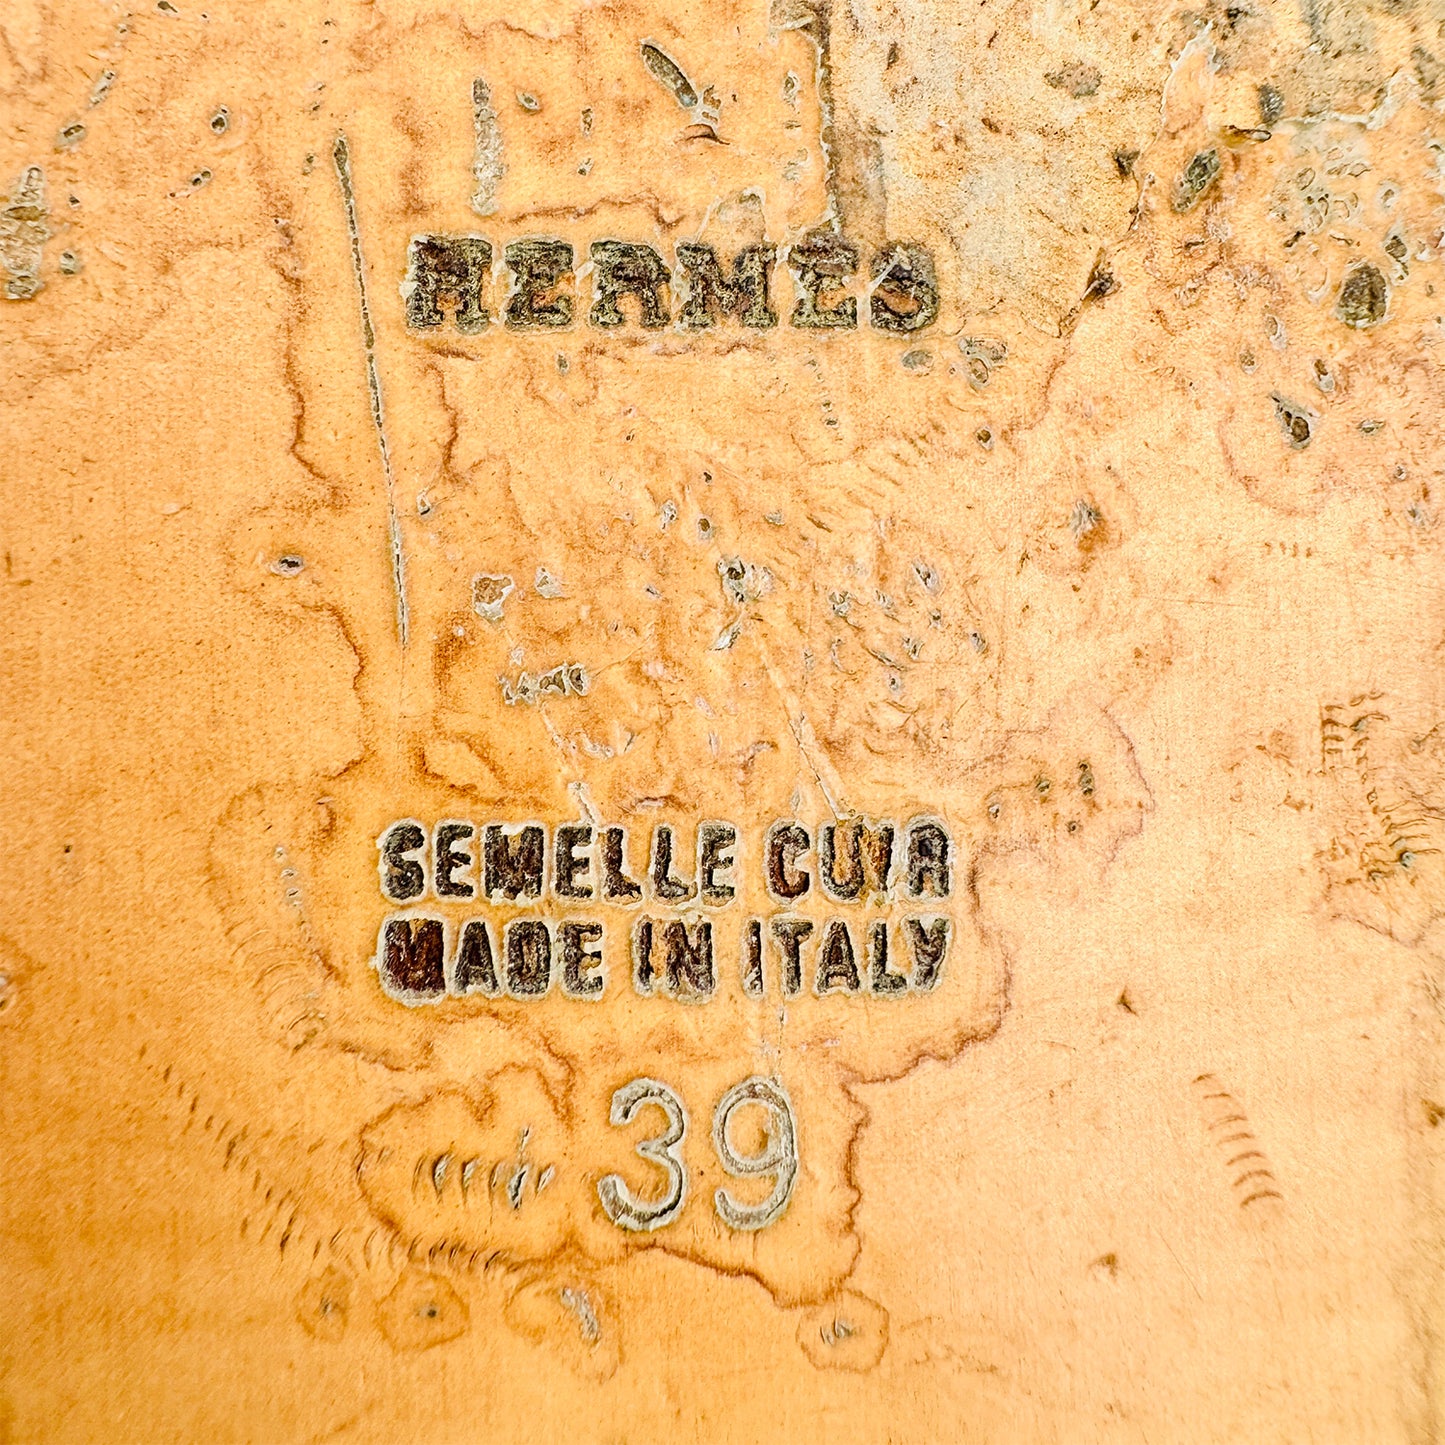 HERMES
SEMELLE CUIR
MADE IN ITALY
39